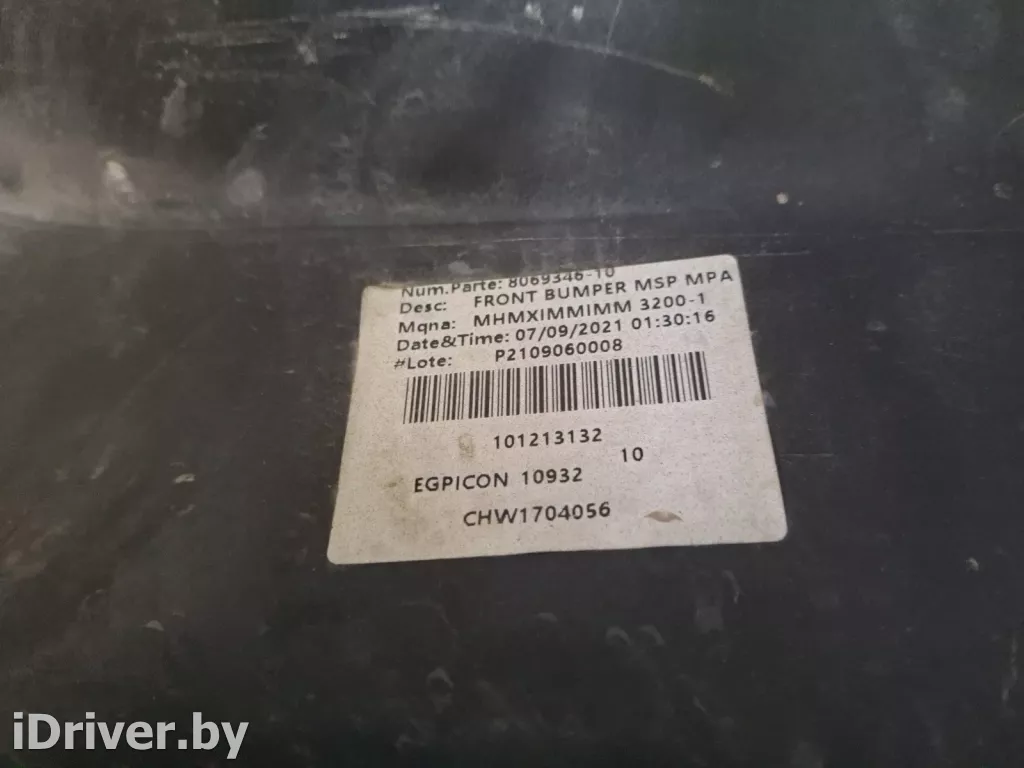 Num.Parte: 8069346-10
Desc: FRONT BUMPER MSP MPA
Mqna: MHMXIMMIMM 3200-1
Date&Time: 07/09/2021 01:30:16
#Lote: P2109060008
101213132
10
EGPICON 10932
CHW1704056
iDriver.by